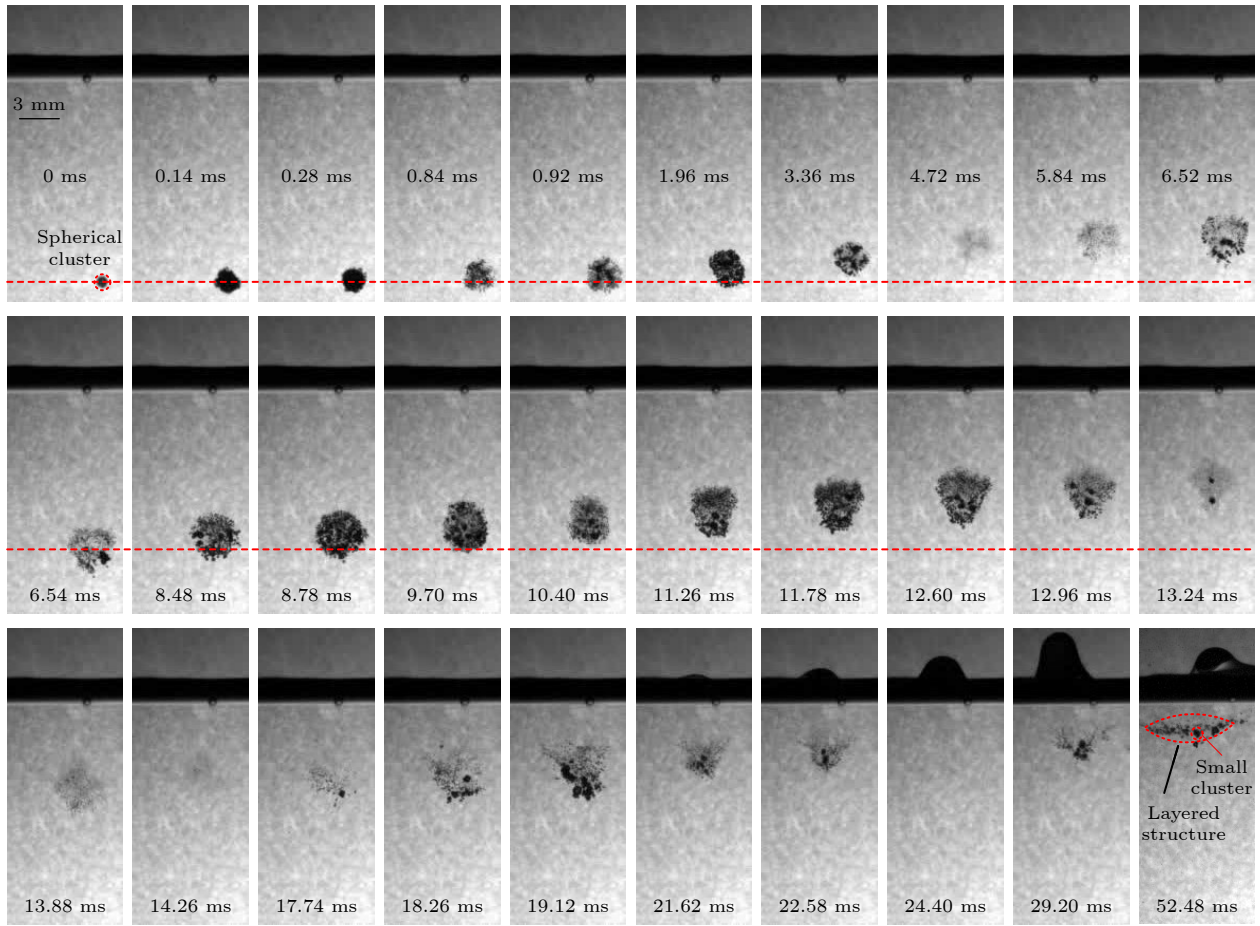 3 mm
0 ms
0.14 ms
0.28 ms
0.84 ms
0.92 ms
1.96 ms
3.36 ms
4.72 ms
5.84 ms
6.52 ms
Spherical
cluster
6.54 ms
8.48 ms
8.78 ms
9.70 ms
10.40 ms
11.26 ms
11.78 ms
12.60 ms
12.96 ms
13.24 ms
Small
cluster
Layered
structure
13.88 ms
14.26 ms
17.74 ms
18.26 ms
19.12 ms
21.62 ms
22.58 ms
24.40 ms
29.20 ms
52.48 ms